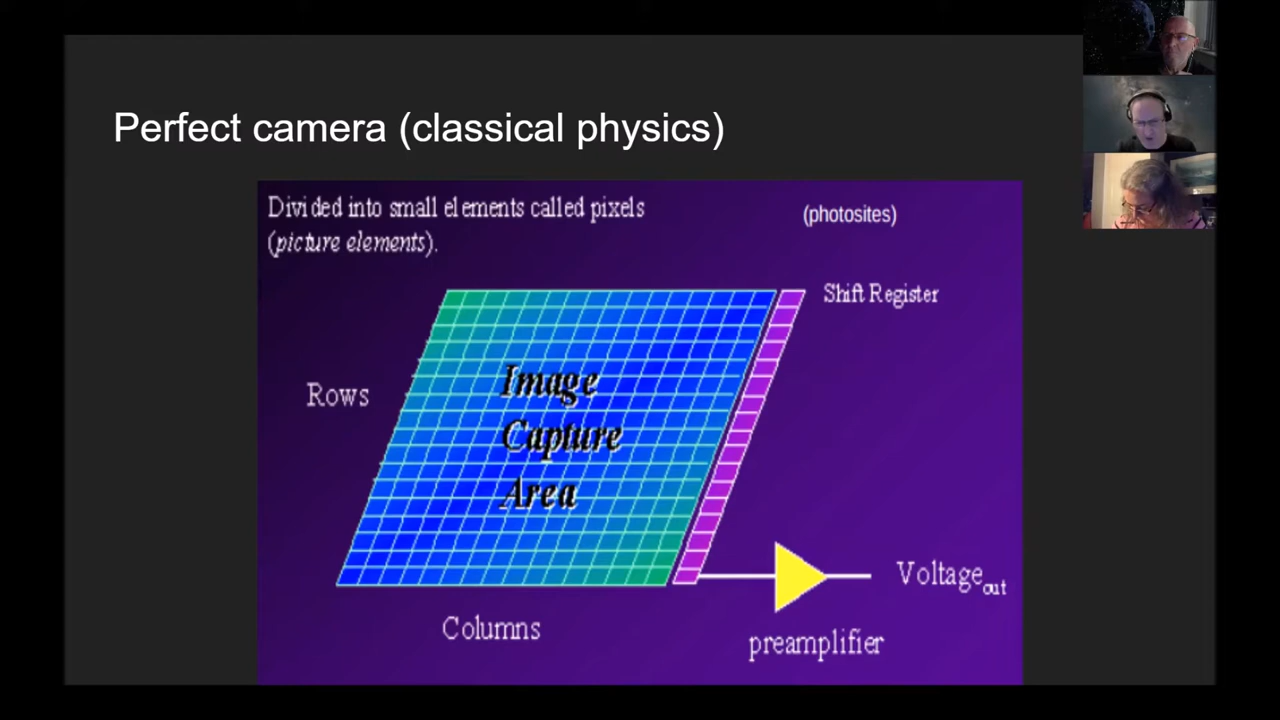 Perfect camera (classical physics)
Divided into small elements called pixels
(picture elements).
(photosites)
Shift Register
Rows
Image
Capture
Area
Voltage out
Columns
preamplifier